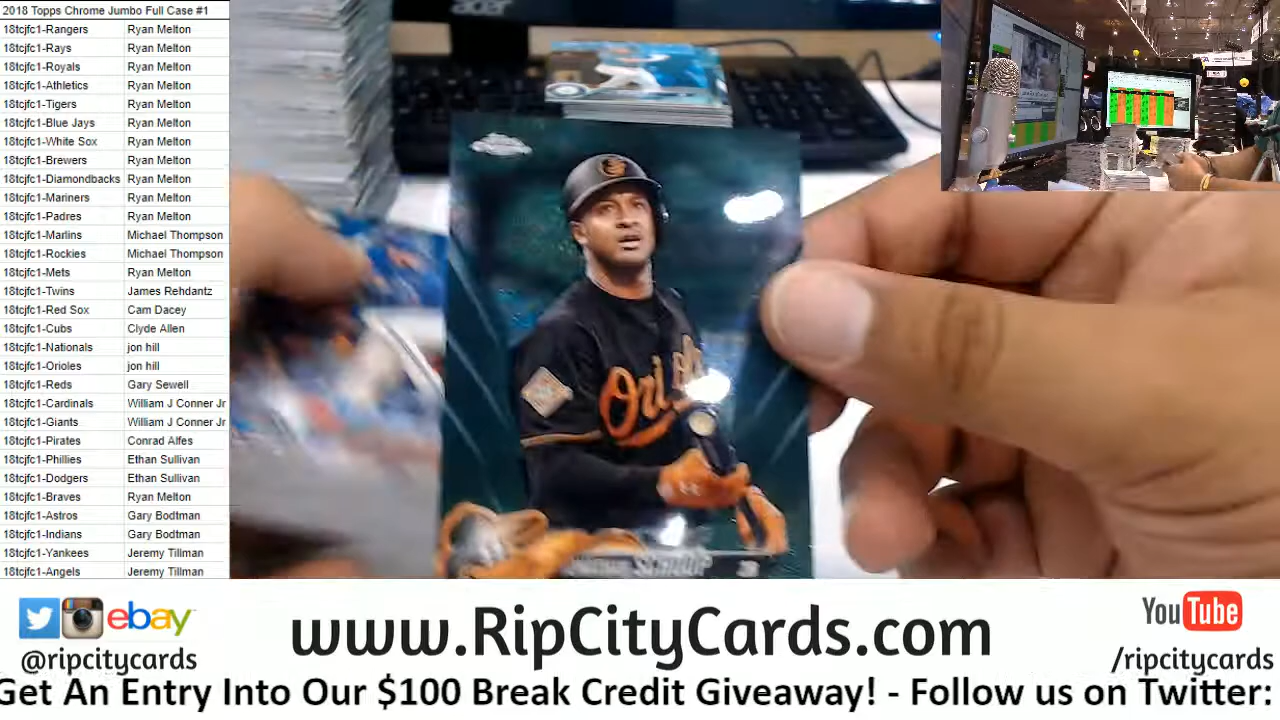 2018 Topps Chrome Jumbo Full Case #1
18tcjfc1-Rangers Ryan Melton
18tcjfc1-Rays Ryan Melton
18tcjfc1-Royals Ryan Melton
18tcjfc1-Athletics Ryan Melton
18tcjfc1-Tigers Ryan Melton
18tcjfc1-Blue Jays Ryan Melton
18tcjfc1-White Sox Ryan Melton
18tcjfc1-Brewers Ryan Melton
18tcjfc1-Diamondbacks Ryan Melton
18tcjfc1-Mariners Ryan Melton
18tcjfc1-Padres Ryan Melton
18tcjfc1-Marlins Michael Thompson
18tcjfc1-Rockies Michael Thompson
18tcjfc1-Mets Ryan Melton
18tcjfc1-Twins James Rehdantz
18tcjfc1-Red Sox Cam Dacey
18tcjfc1-Cubs Clyde Allen
18tcjfc1-Nationals jon hill
18tcjfc1-Orioles jon hill
18tcjfc1-Reds Gary Sewell
18tcjfc1-Cardinals William J Conner Jr
18tcjfc1-Giants William J Conner Jr
18tcjfc1-Pirates Conrad Alfes
18tcjfc1-Phillies Ethan Sullivan
18tcjfc1-Dodgers Ethan Sullivan
18tcjfc1-Braves Ryan Melton
18tcjfc1-Astros Gary Bodtman
18tcjfc1-Indians Gary Bodtman
18tcjfc1-Yankees Jeremy Tillman
18tcjfc1-Angels Jeremy Tillman
acer
ebay
@ripcitycards
www.RipCityCards.com
YouTube
/ripcitycards
Get An Entry Into Our $100 Break Credit Giveaway! - Follow us on Twitter: